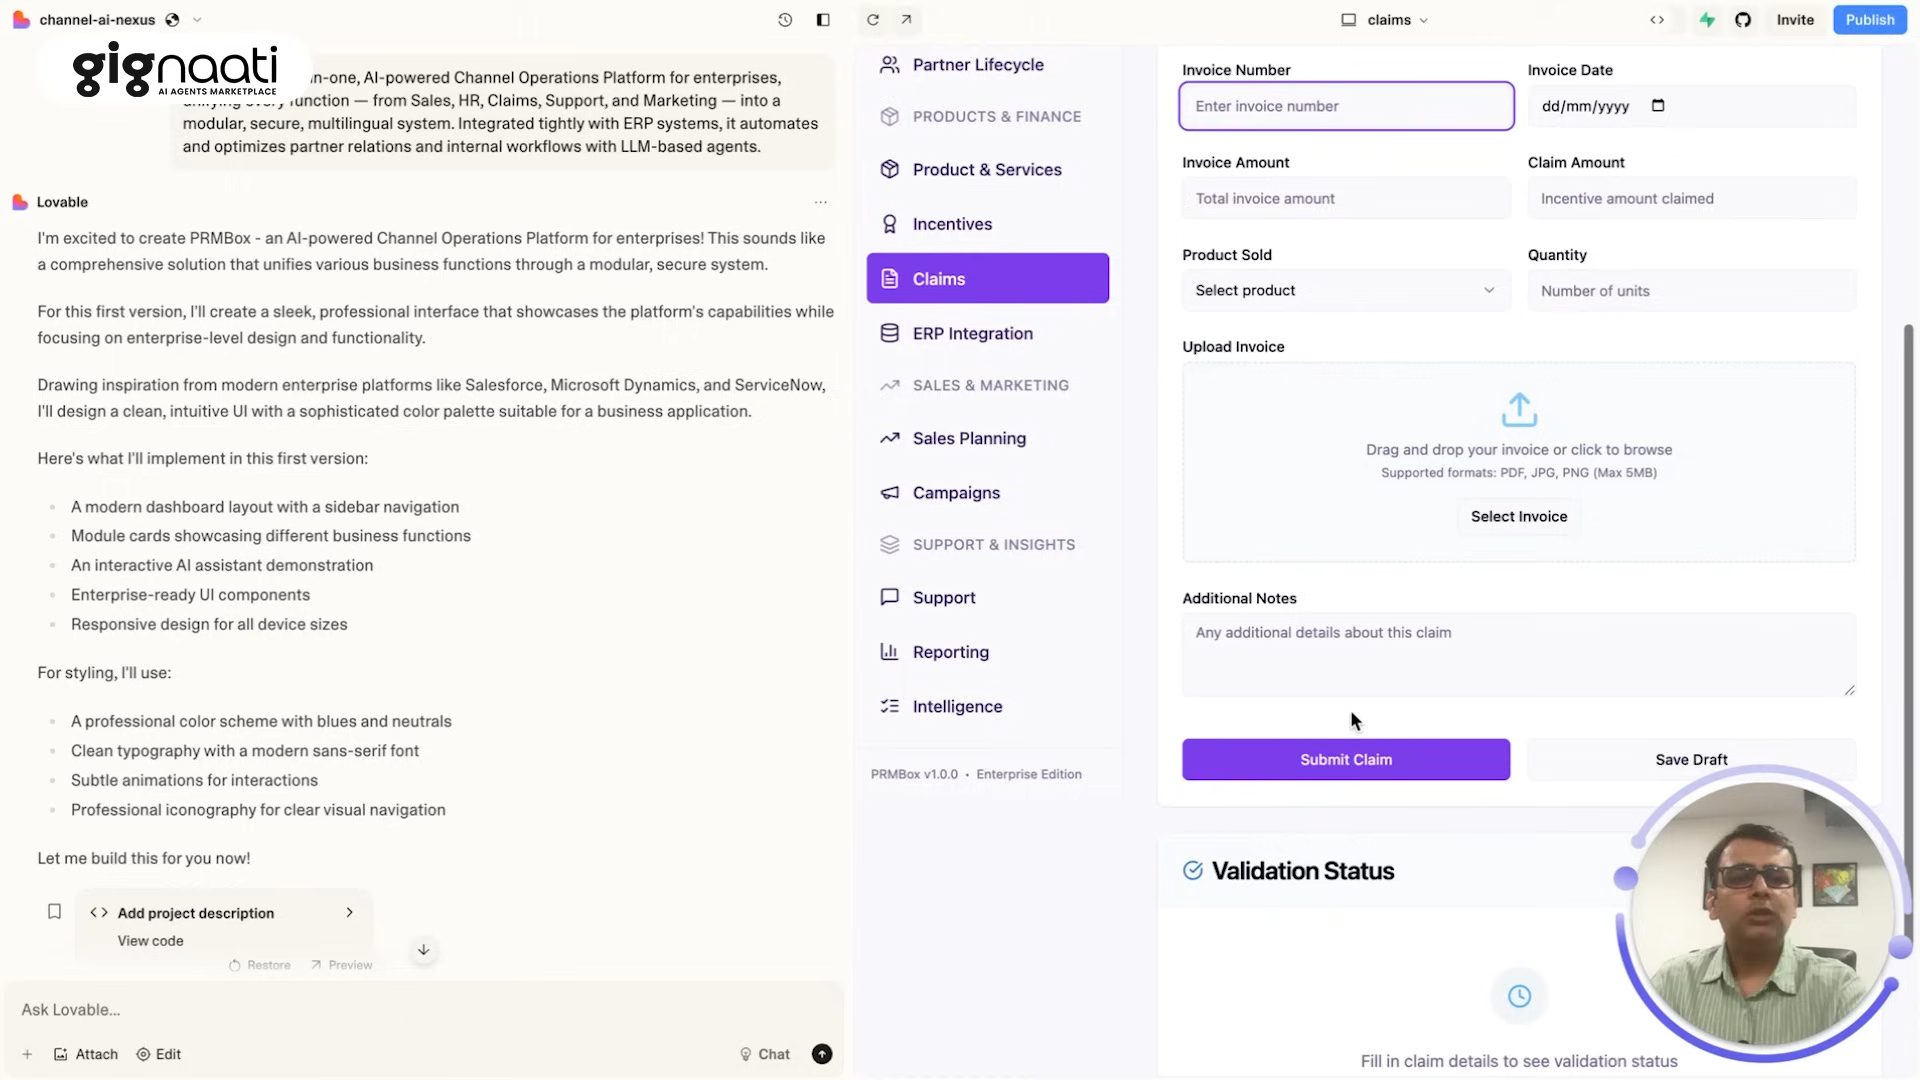 channel-ai-nexus
gignaati
AI AGENTS MARKETPLACE
in-one, AI-powered Channel Operations Platform for enterprises,
unifying every function — from Sales, HR, Claims, Support, and Marketing — into a
modular, secure, multilingual system. Integrated tightly with ERP systems, it automates
and optimizes partner relations and internal workflows with LLM-based agents.
Lovable
I'm excited to create PRMBox - an AI-powered Channel Operations Platform for enterprises! This sounds like
a comprehensive solution that unifies various business functions through a modular, secure system.
For this first version, I'll create a sleek, professional interface that showcases the platform's capabilities while
focusing on enterprise-level design and functionality.
Drawing inspiration from modern enterprise platforms like Salesforce, Microsoft Dynamics, and ServiceNow,
I'll design a clean, intuitive UI with a sophisticated color palette suitable for a business application.
Here's what I'll implement in this first version:
A modern dashboard layout with a sidebar navigation
Module cards showcasing different business functions
An interactive AI assistant demonstration
Enterprise-ready UI components
Responsive design for all device sizes
For styling, I'll use:
A professional color scheme with blues and neutrals
Clean typography with a modern sans-serif font
Subtle animations for interactions
Professional iconography for clear visual navigation
Let me build this for you now!
Add project description
View code
Restore Preview
Ask Lovable...
Attach Edit Chat
claims
Invite
Publish
Partner Lifecycle
PRODUCTS & FINANCE
Product & Services
Incentives
Claims
ERP Integration
SALES & MARKETING
Sales Planning
Campaigns
SUPPORT & INSIGHTS
Support
Reporting
Intelligence
PRMBox v1.0.0 • Enterprise Edition
Invoice Number Invoice Date
Enter invoice number dd/mm/yyyy
Invoice Amount Claim Amount
Total invoice amount Incentive amount claimed
Product Sold Quantity
Select product Number of units
Upload Invoice
Drag and drop your invoice or click to browse
Supported formats: PDF, JPG, PNG (Max 5MB)
Select Invoice
Additional Notes
Any additional details about this claim
Submit Claim Save Draft
Validation Status
Fill in claim details to see validation status